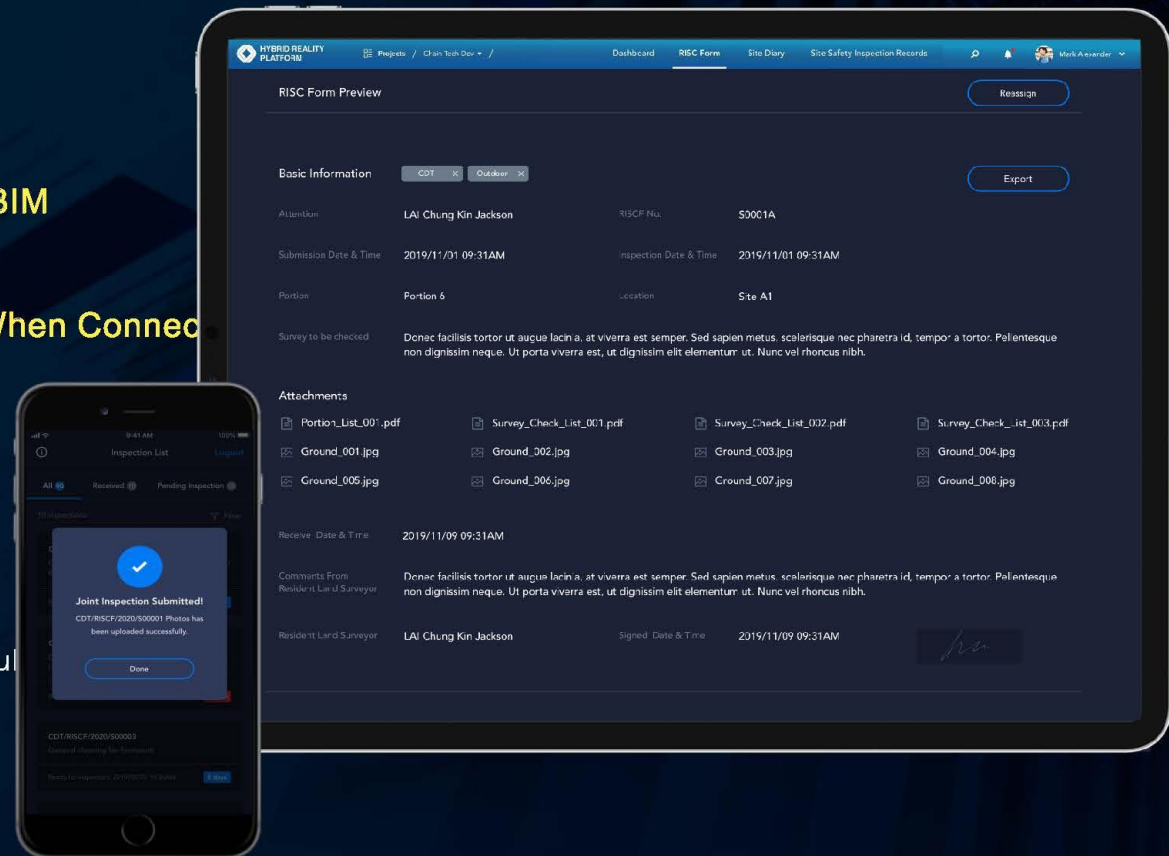 BIM
When Connec
HYBRID REALITY
PLATFORM
Projects / Chain Tech Dev /
Dashboard
RISC Form
Site Diary
Site Safety Inspection Records
Mark Alexander
RISC Form Preview
Reassign
Basic Information
CDT X
Outdoor X
Export
Attention
LAI Chung Kin Jackson
RISCF No.
S0001A
Submission Date & Time
2019/11/01 09:31AM
Inspection Date & Time
2019/11/01 09:31AM
Portion
Portion 6
Location
Site A1
Survey to be checked
Donec facilisis tortor ut augue lacinia, at viverra est semper. Sed sapien metus, scelerisque nec pharetra id, tempor a tortor. Pellentesque
non dignissim neque. Ut porta viverra est, ut dignissim elit elementum ut. Nunc vel rhoncus nibh.
Attachments
Portion_List_001.pdf
Survey_Check_List_001.pdf
Survey_Check_List_002.pdf
Survey_Check_List_003.pdf
Ground_001.jpg
Ground_002.jpg
Ground_003.jpg
Ground_004.jpg
Ground_005.jpg
Ground_006.jpg
Ground_007.jpg
Ground_008.jpg
Receive Date & Time
2019/11/09 09:31AM
Comments From
Resident Land Surveyor
Donec facilisis tortor ut augue lacinia, at viverra est semper. Sed sapien metus, scelerisque nec pharetra id, tempor a tortor. Pellentesque
non dignissim neque. Ut porta viverra est, ut dignissim elit elementum ut. Nunc vel rhoncus nibh.
Resident Land Surveyor
LAI Chung Kin Jackson
Signed Date & Time
2019/11/09 09:31AM
9:41 AM
100%
Inspection List
Logout
All
Received
Pending Inspection
Filter
Joint Inspection Submitted!
CDT/RISCF/2020/S00001 Photos has
been uploaded successfully.
Done
CDT/RISCF/2020/S00003